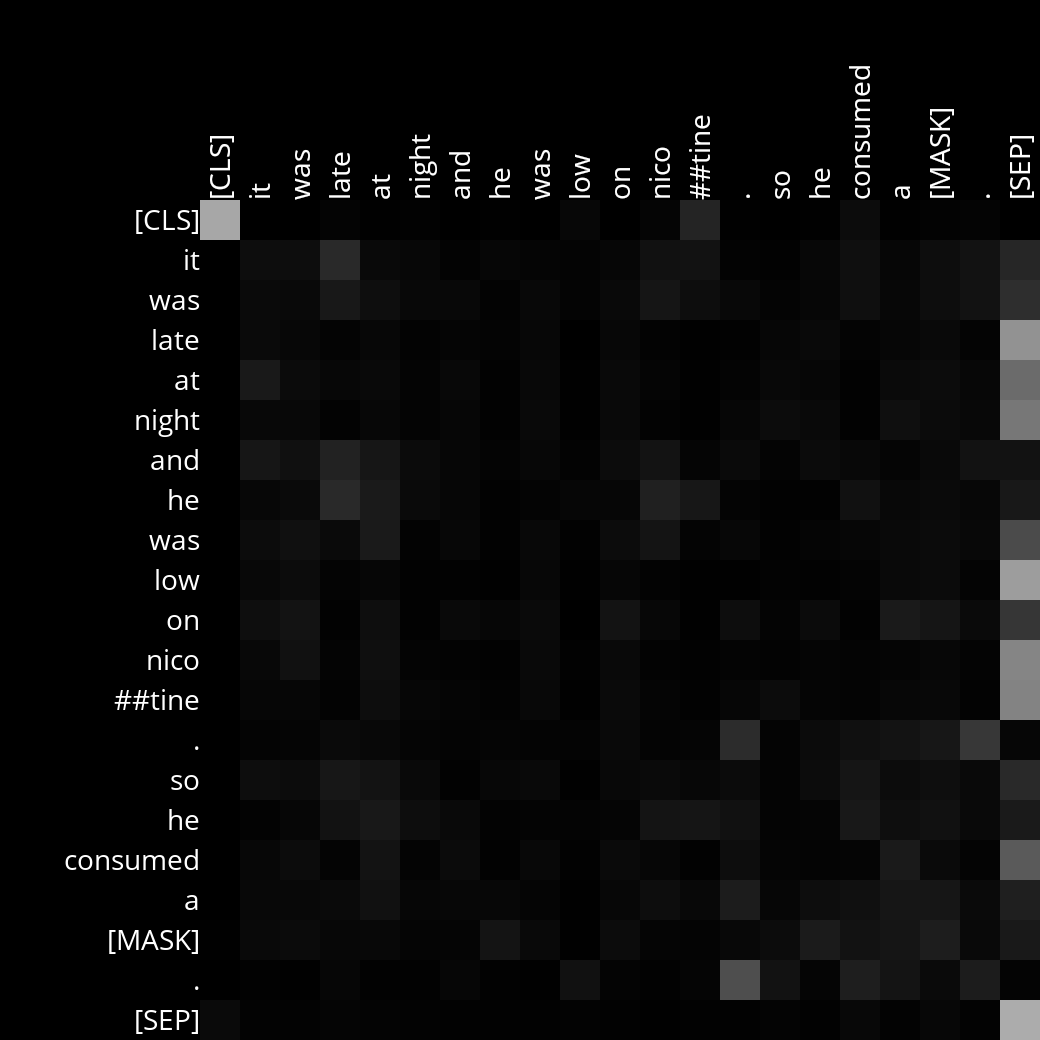 [CLS] it was late at night and he was low on nico ##tine . so he consumed a [MASK] . [SEP]
[CLS]
it
was
late
at
night
and
he
was
low
on
nico
##tine
.
so
he
consumed
a
[MASK]
.
[SEP]